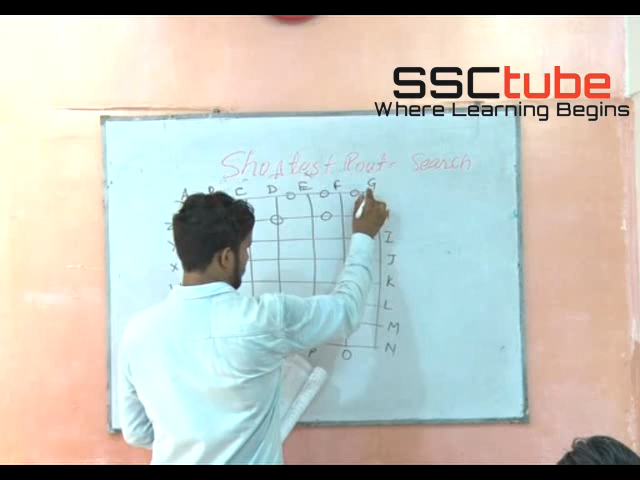 SSCtube
Where Learning Begins
Shortest Route Search
A B C D E F G
I
X J
K
L
M
P O N